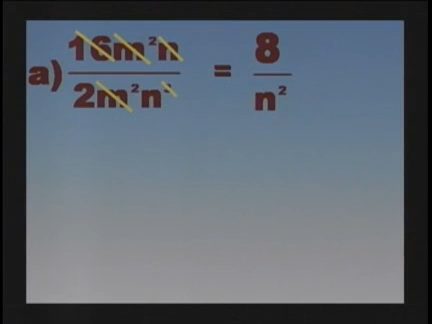 a) 16m²n / 2m²n = 8 / n²